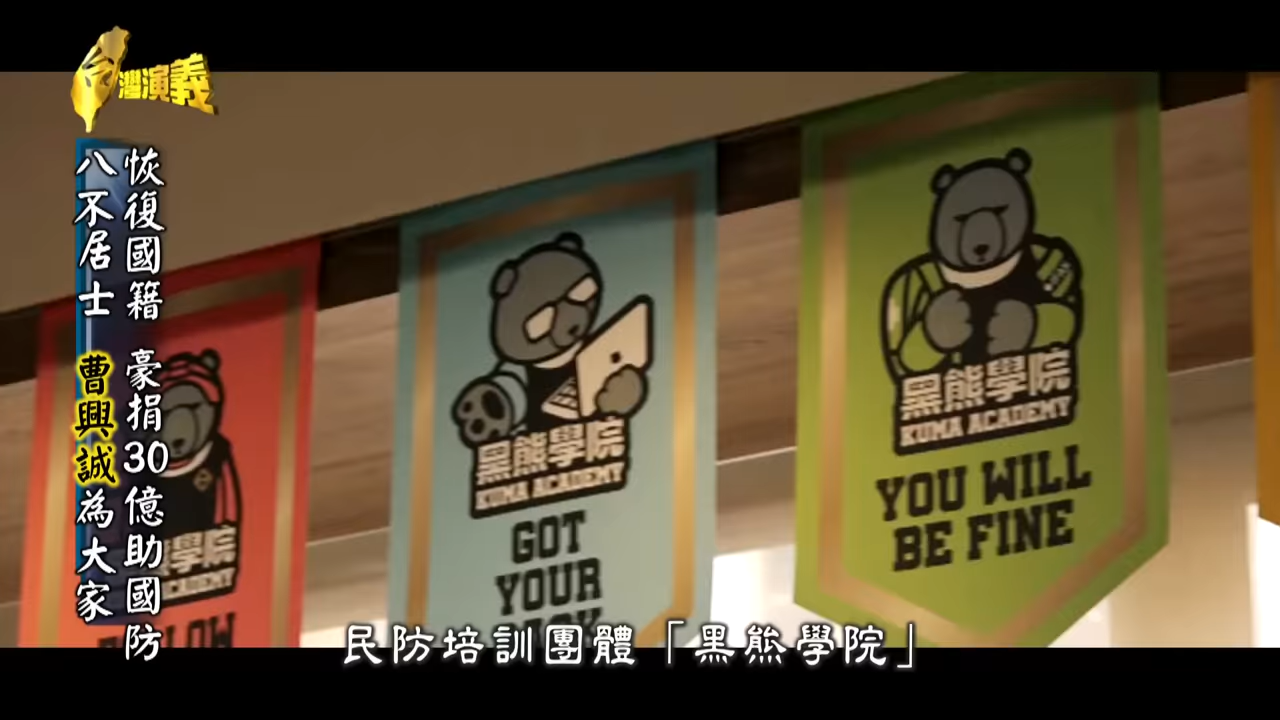 台灣演義
恢復國籍 豪捐30億助國防
八不居士 曹興誠為大家
學院
黑熊學院
KUMA ACADEMY
GOT
YOUR
黑熊學院
KUMA ACADEMY
YOU WILL
BE FINE
民防培訓團體「黑熊學院」